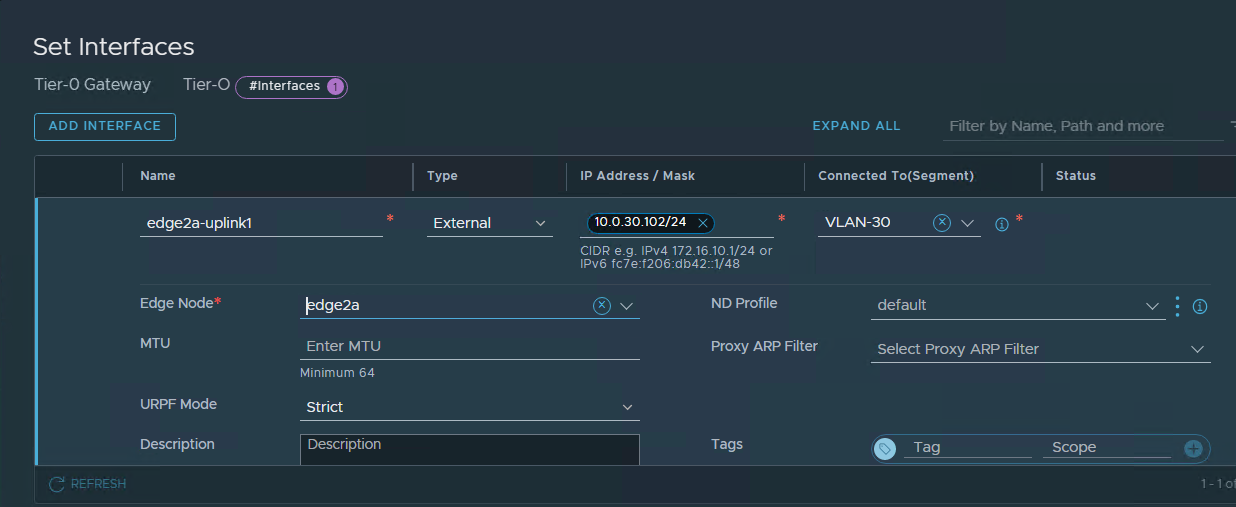 Set Interfaces
Tier-0 Gateway Tier-O #Interfaces 1
ADD INTERFACE EXPAND ALL Filter by Name, Path and more
Name Type IP Address / Mask Connected To(Segment) Status
edge2a-uplink1 * External 10.0.30.102/24 * VLAN-30 *
CIDR e.g. IPv4 172.16.10.1/24 or
IPv6 fc7e:f206:db42::1/48
Edge Node* edge2a ND Profile default
MTU Enter MTU Proxy ARP Filter Select Proxy ARP Filter
Minimum 64
URPF Mode Strict
Description Description Tags Tag Scope
REFRESH 1 - 1 of